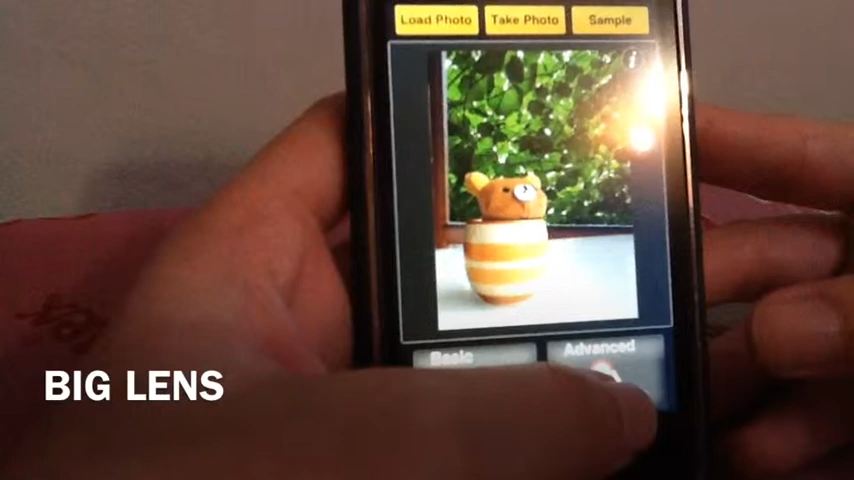 Load Photo Take Photo Sample
i
Basic Advanced
BIG LENS